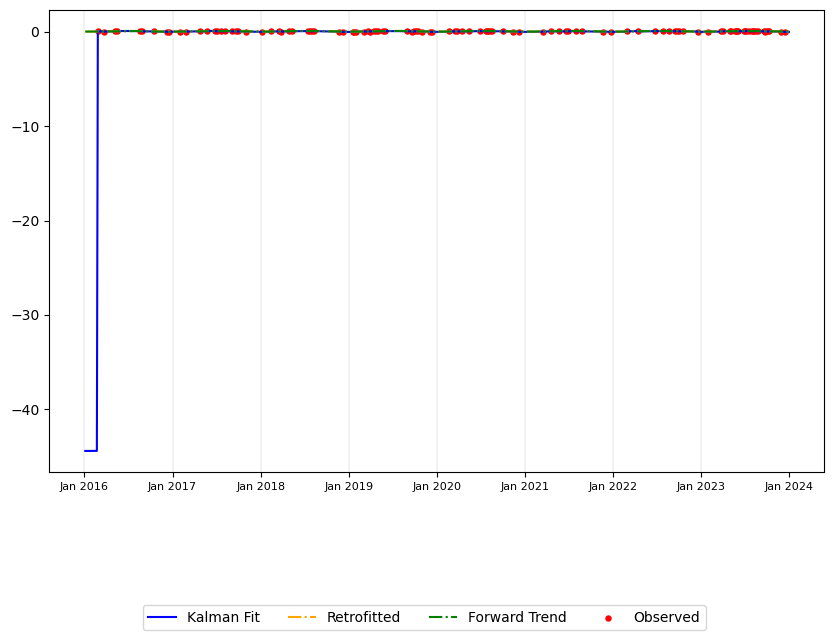 0
−10
−20
−30
−40
Jan 2016 Jan 2017 Jan 2018 Jan 2019 Jan 2020 Jan 2021 Jan 2022 Jan 2023 Jan 2024
Kalman Fit Retrofitted Forward Trend Observed